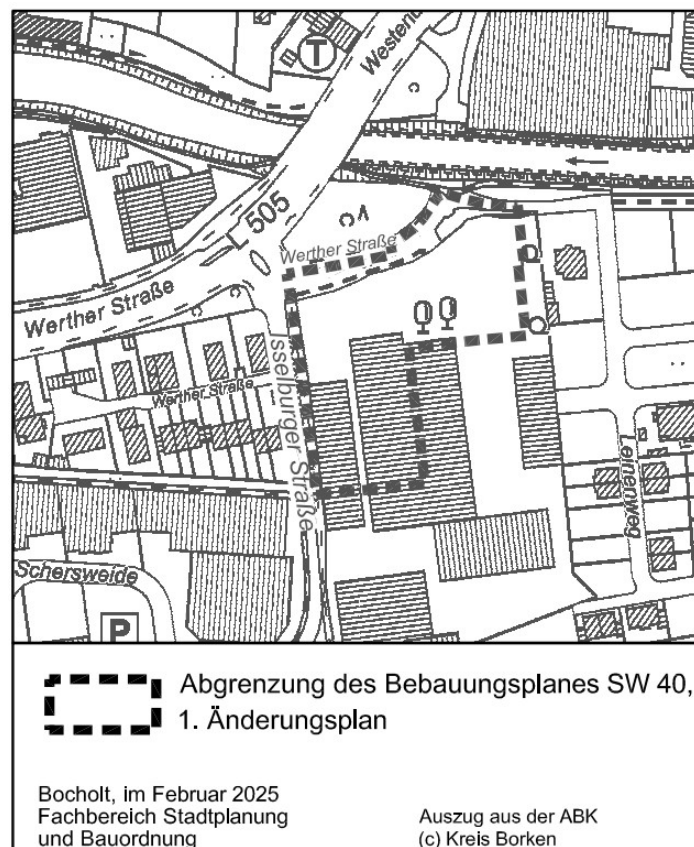 T
Westend
L 505
Werther Straße
Werther Straße
Werther Straße
sselburger Straße
Leinenweg
Schersweide
P
Abgrenzung des Bebauungsplanes SW 40,
1. Änderungsplan
Bocholt, im Februar 2025
Fachbereich Stadtplanung
und Bauordnung
Auszug aus der ABK
(c) Kreis Borken